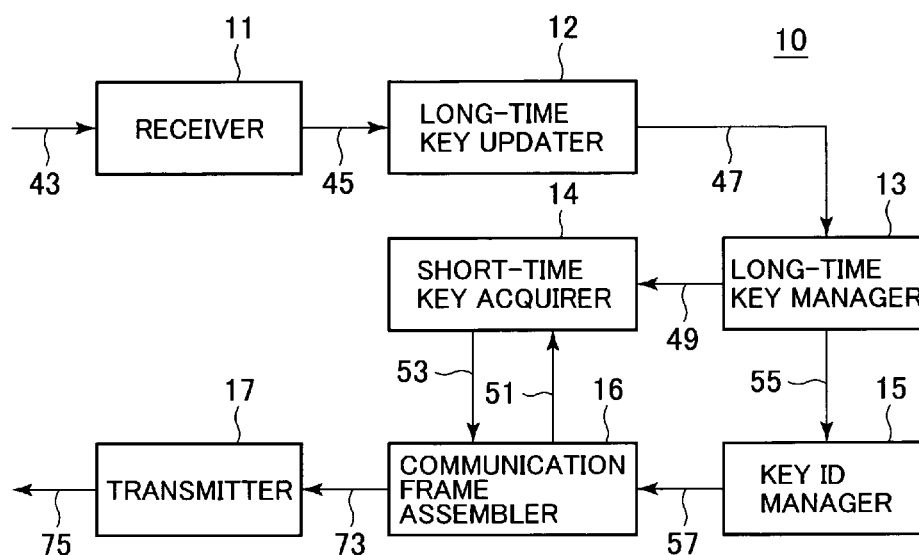 11
12
10
RECEIVER
LONG-TIME
KEY UPDATER
43
45
47
14
13
SHORT-TIME
KEY ACQUIRER
LONG-TIME
KEY MANAGER
49
53
51
55
17
16
15
TRANSMITTER
COMMUNICATION
FRAME
ASSEMBLER
KEY ID
MANAGER
75
73
57